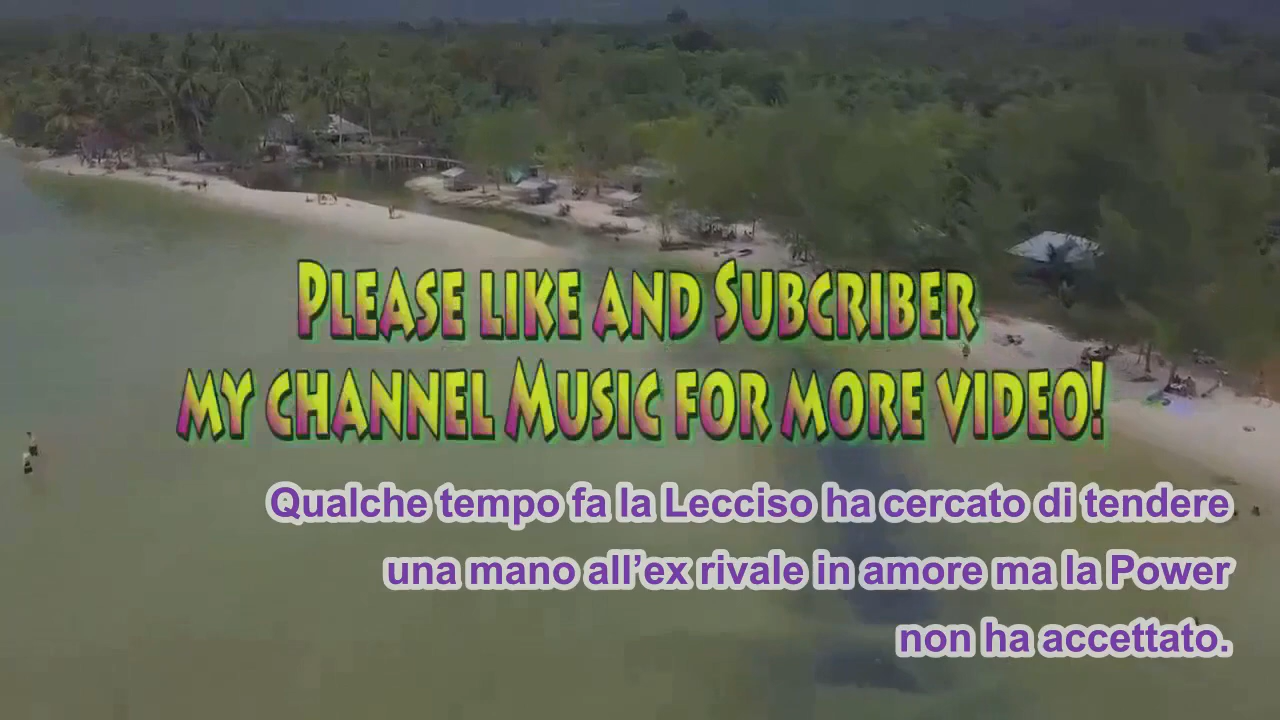 Please like and Subcriber
my channel Music for more video!
Qualche tempo fa la Lecciso ha cercato di tendere
una mano all’ex rivale in amore ma la Power
non ha accettato.